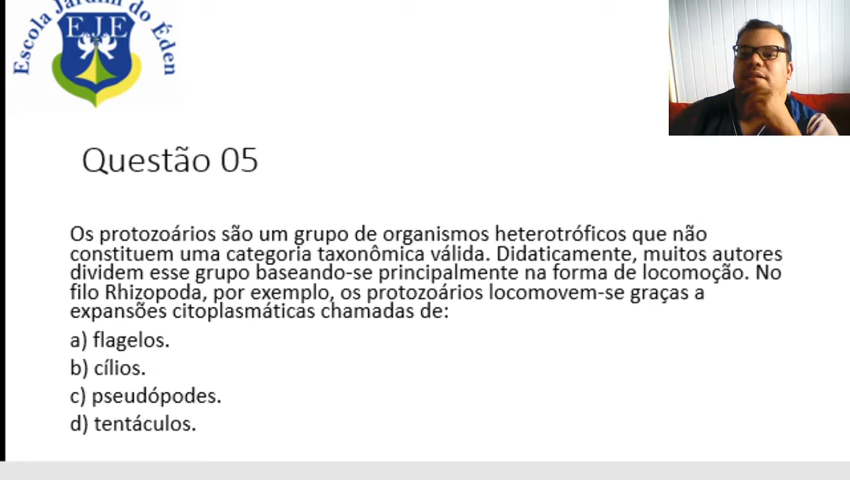 Escola Jardim do Éden
EJE
Questão 05
Os protozoários são um grupo de organismos heterotróficos que não
constituem uma categoria taxonômica válida. Didaticamente, muitos autores
dividem esse grupo baseando-se principalmente na forma de locomoção. No
filo Rhizopoda, por exemplo, os protozoários locomovem-se graças a
expansões citoplasmáticas chamadas de:
a) flagelos.
b) cílios.
c) pseudópodes.
d) tentáculos.